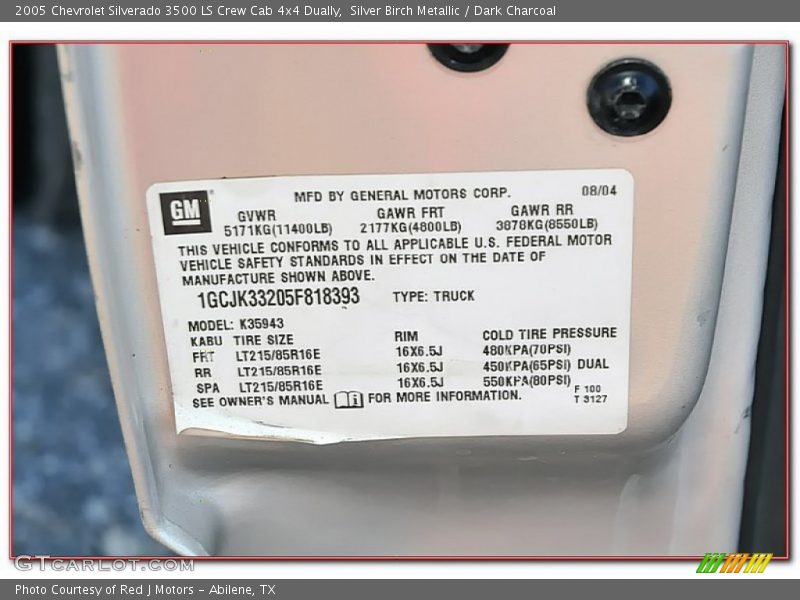 2005 Chevrolet Silverado 3500 LS Crew Cab 4x4 Dually,  Silver Birch Metallic / Dark Charcoal
GM MFD BY GENERAL MOTORS CORP. 08/04
GVWR GAWR FRT GAWR RR
5171KG(11400LB) 2177KG(4800LB) 3878KG(8550LB)
THIS VEHICLE CONFORMS TO ALL APPLICABLE U.S. FEDERAL MOTOR
VEHICLE SAFETY STANDARDS IN EFFECT ON THE DATE OF
MANUFACTURE SHOWN ABOVE.
1GCJK33205F818393 TYPE: TRUCK
MODEL: K35943
KABU TIRE SIZE RIM COLD TIRE PRESSURE
FRT LT215/85R16E 16X6.5J 480KPA(70PSI)
RR LT215/85R16E 16X6.5J 450KPA(65PSI) DUAL
SPA LT215/85R16E 16X6.5J 550KPA(80PSI)
SEE OWNER'S MANUAL FOR MORE INFORMATION.
F 100
T 3127
GTcarlot.com
Photo Courtesy of Red J Motors – Abilene, TX